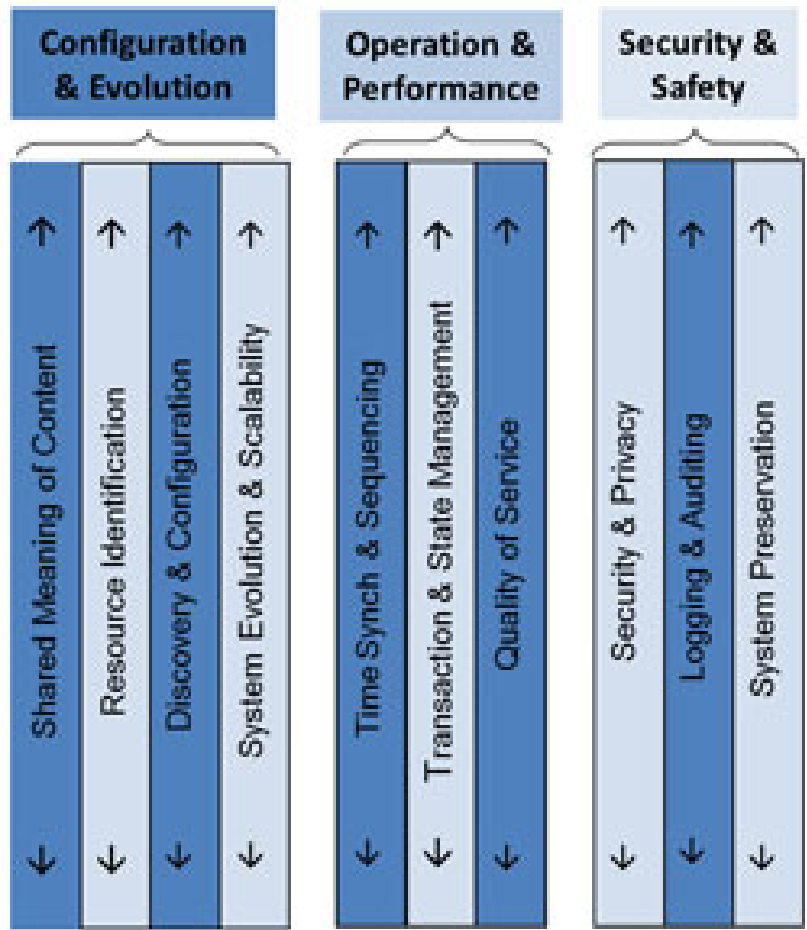 Configuration
& Evolution
Operation &
Performance
Security &
Safety
Shared Meaning of Content
Resource Identification
Discovery & Configuration
System Evolution & Scalability
Time Synch & Sequencing
Transaction & State Management
Quality of Service
Security & Privacy
Logging & Auditing
System Preservation